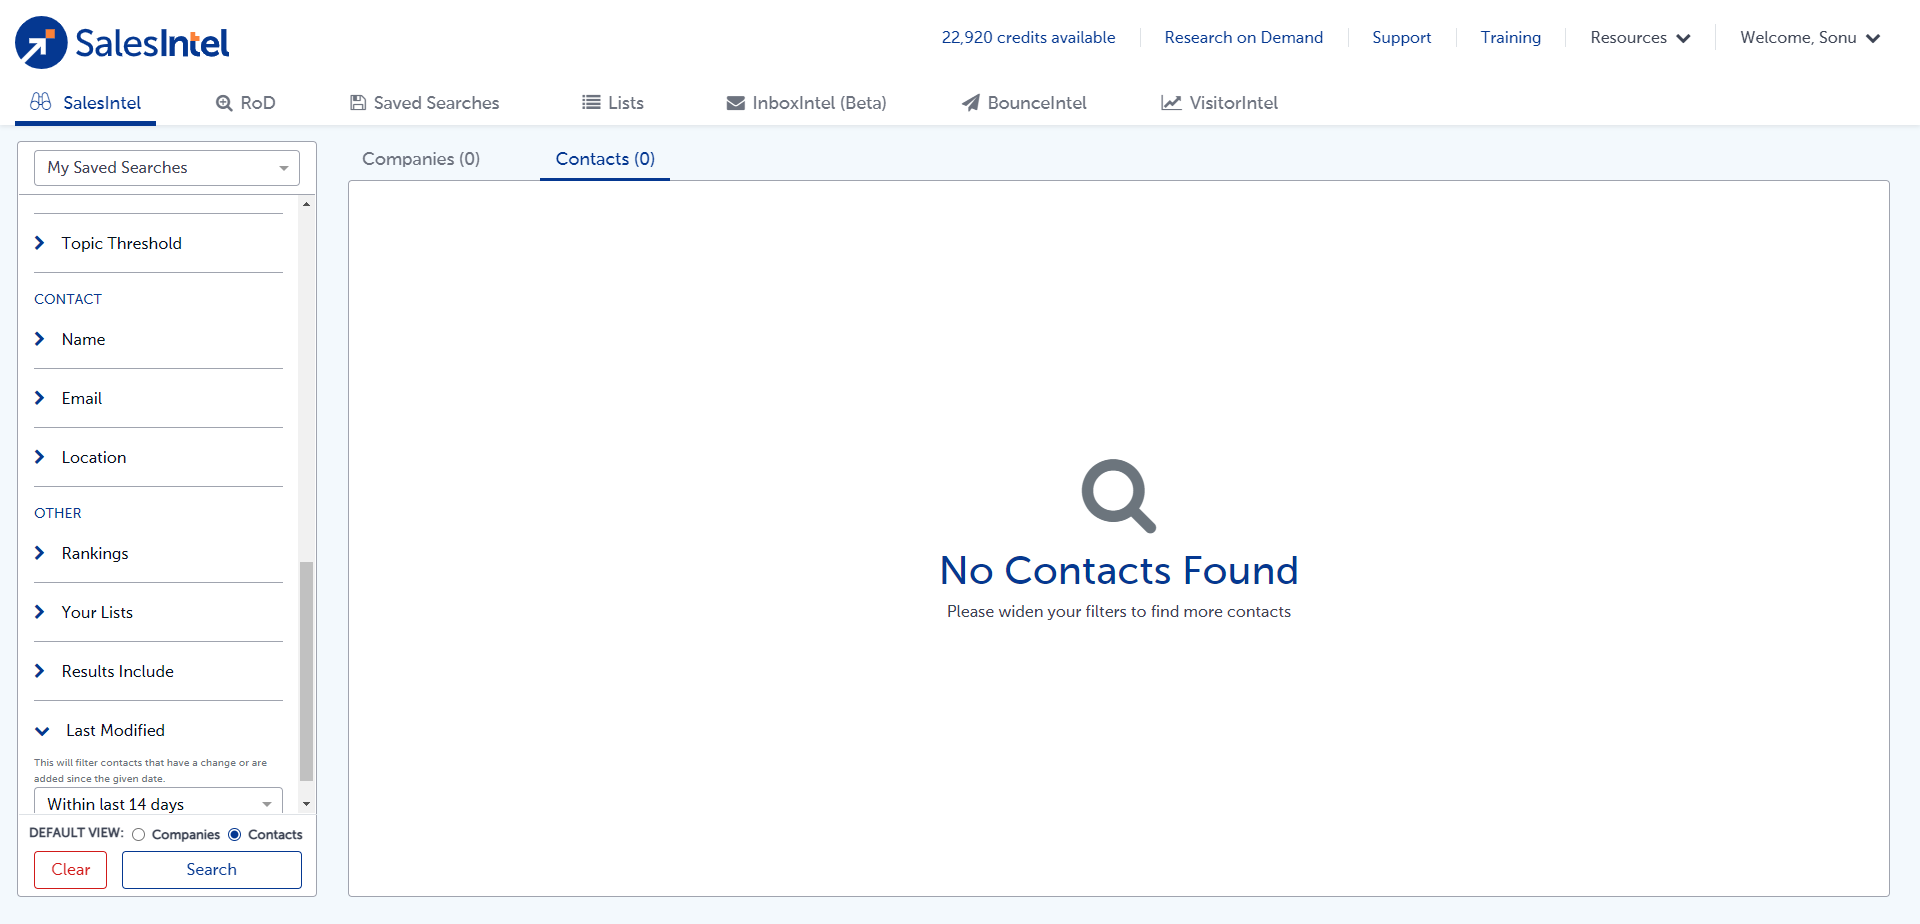 SalesIntel
22,920 credits available
Research on Demand
Support
Training
Resources
Welcome, Sonu
SalesIntel
RoD
Saved Searches
Lists
InboxIntel (Beta)
BounceIntel
VisitorIntel
My Saved Searches
Topic Threshold
CONTACT
Name
Email
Location
OTHER
Rankings
Your Lists
Results Include
Last Modified
This will filter contacts that have a change or are
added since the given date.
Within last 14 days
DEFAULT VIEW:
Companies
Contacts
Clear
Search
Companies (0)
Contacts (0)
No Contacts Found
Please widen your filters to find more contacts